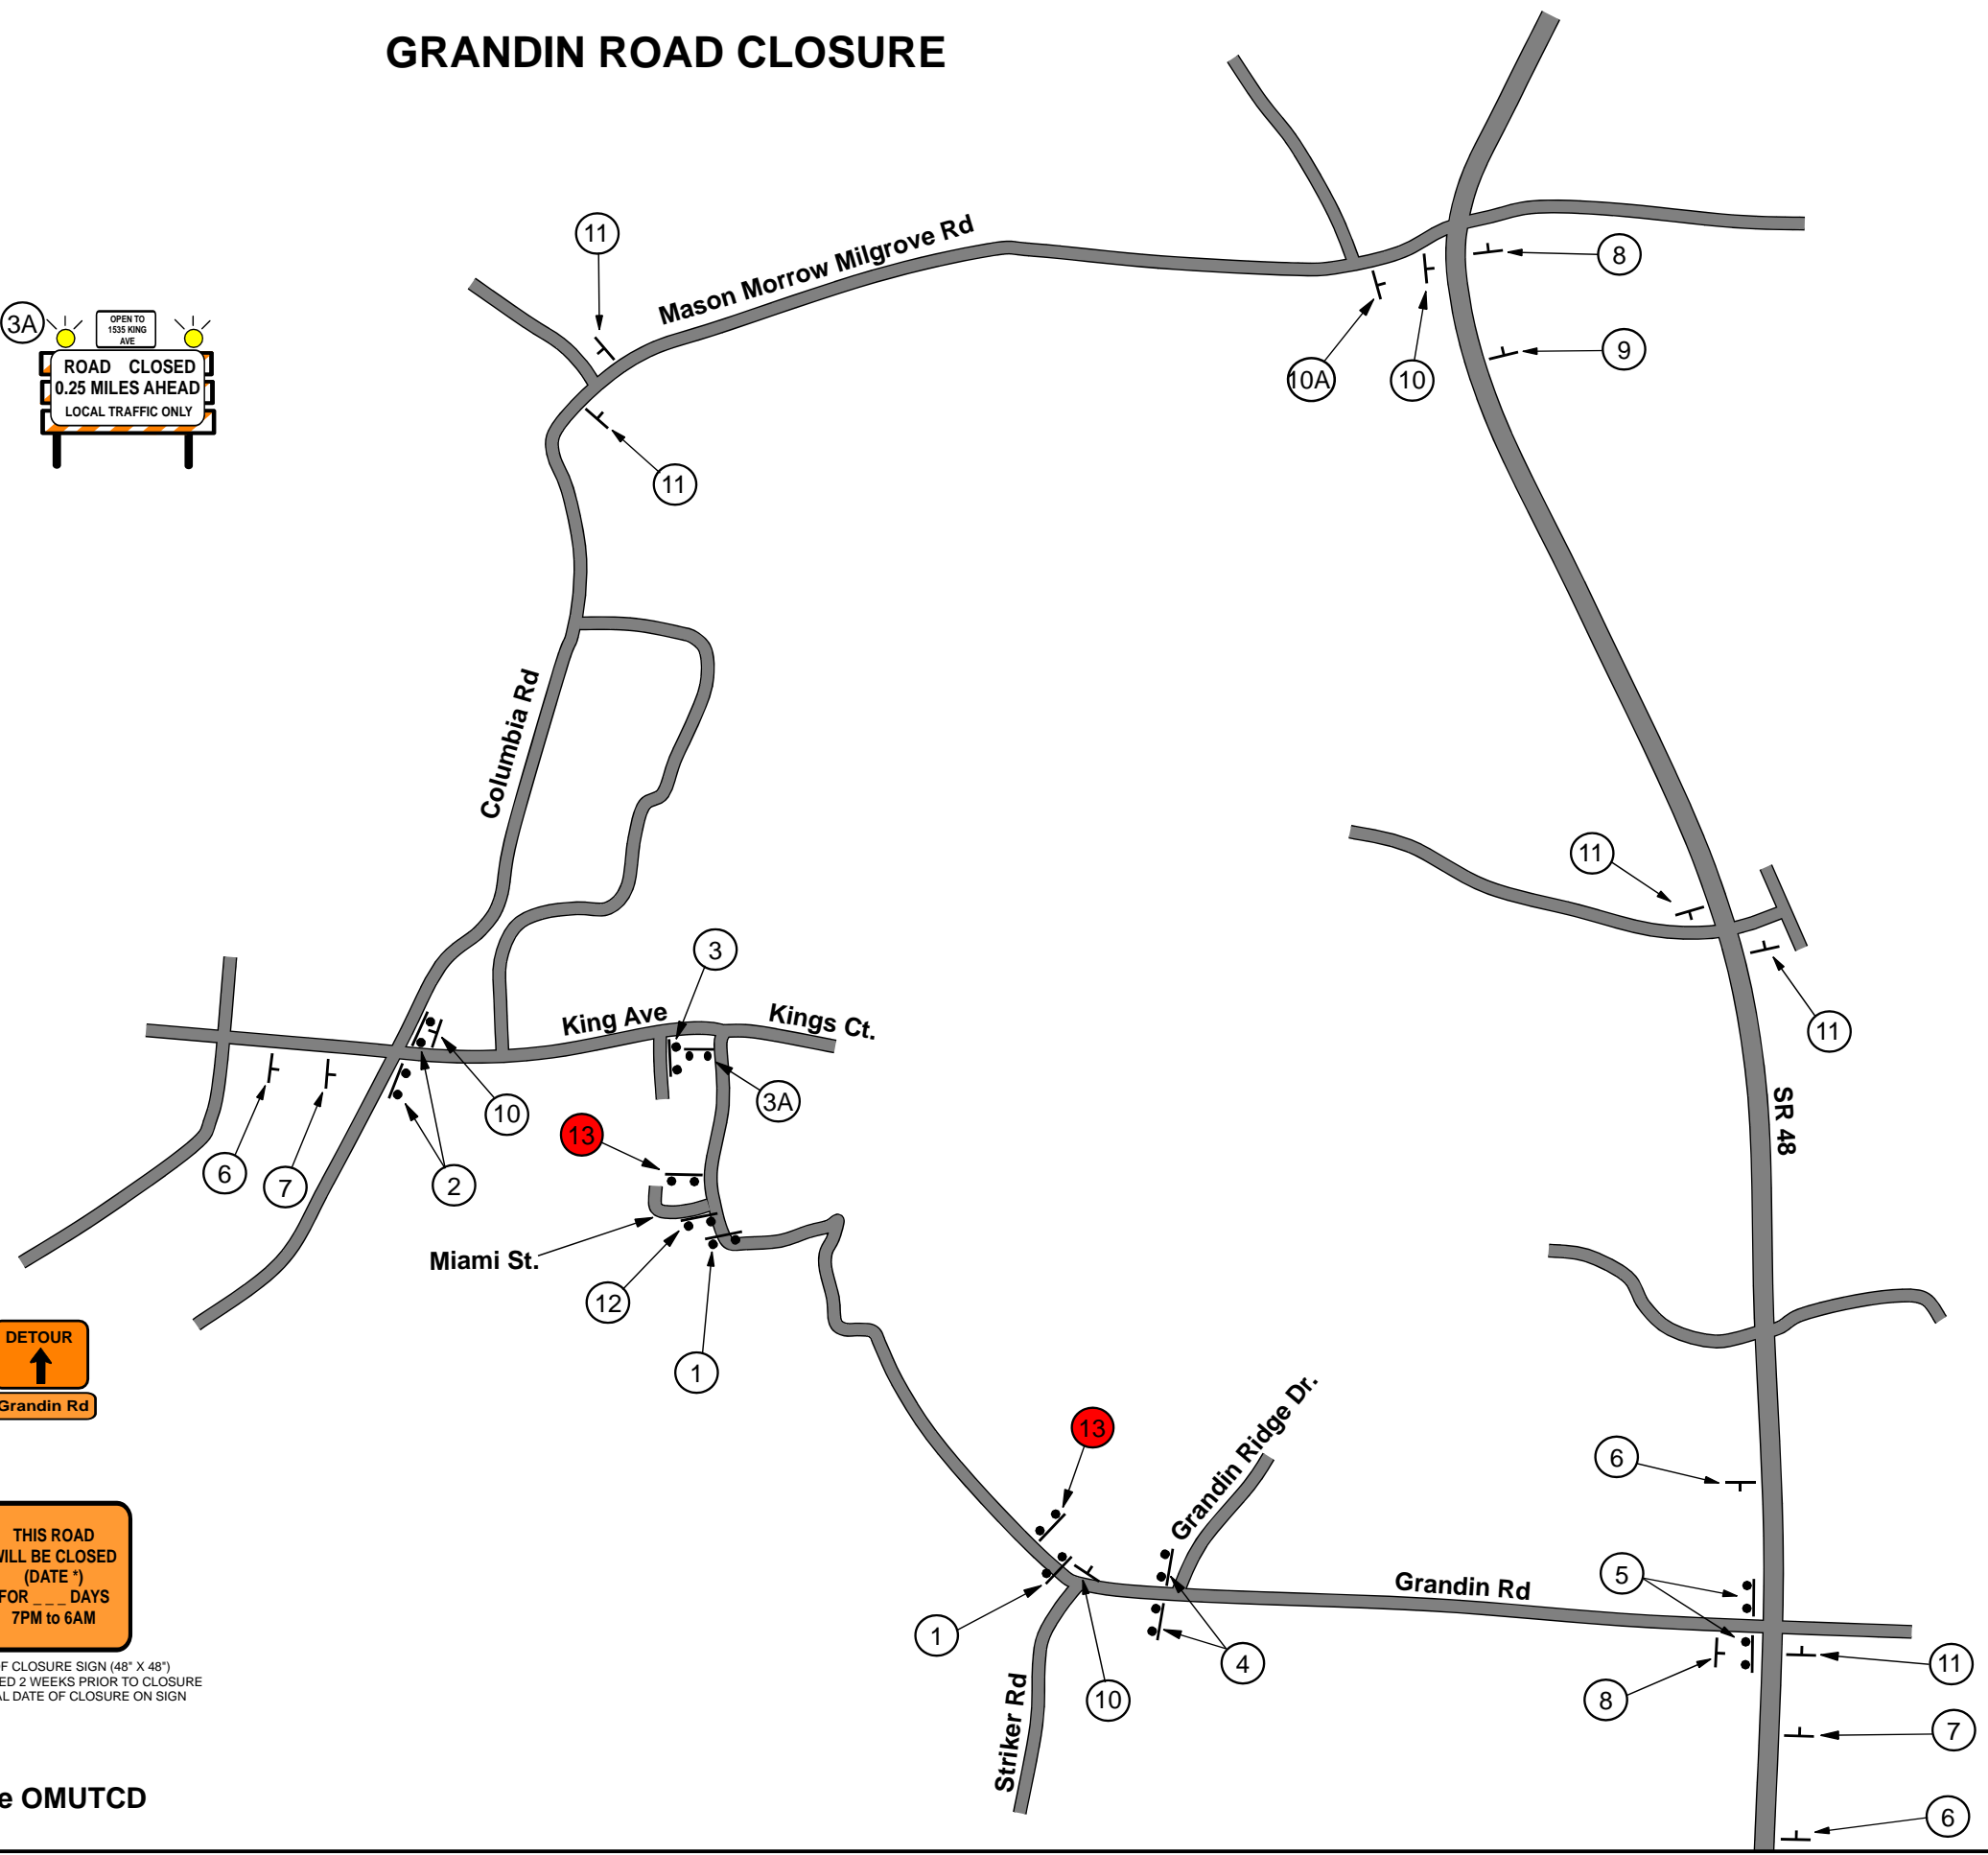 GRANDIN ROAD CLOSURE
11
Mason Morrow Milgrove Rd
8
9
10A
10
3A
OPEN TO
1535 KING
AVE
ROAD CLOSED
0.25 MILES AHEAD
LOCAL TRAFFIC ONLY
11
Columbia Rd
11
11
3
King Ave
Kings Ct.
3A
SR 48
10
13
6
7
2
Miami St.
12
1
DETOUR
Grandin Rd
13
Grandin Ridge Dr.
6
THIS ROAD
WILL BE CLOSED
(DATE *)
FOR _ _ _ DAYS
7PM to 6AM
F CLOSURE SIGN (48" X 48")
ED 2 WEEKS PRIOR TO CLOSURE
AL DATE OF CLOSURE ON SIGN
5
Grandin Rd
1
4
10
8
11
Striker Rd
7
6
e OMUTCD